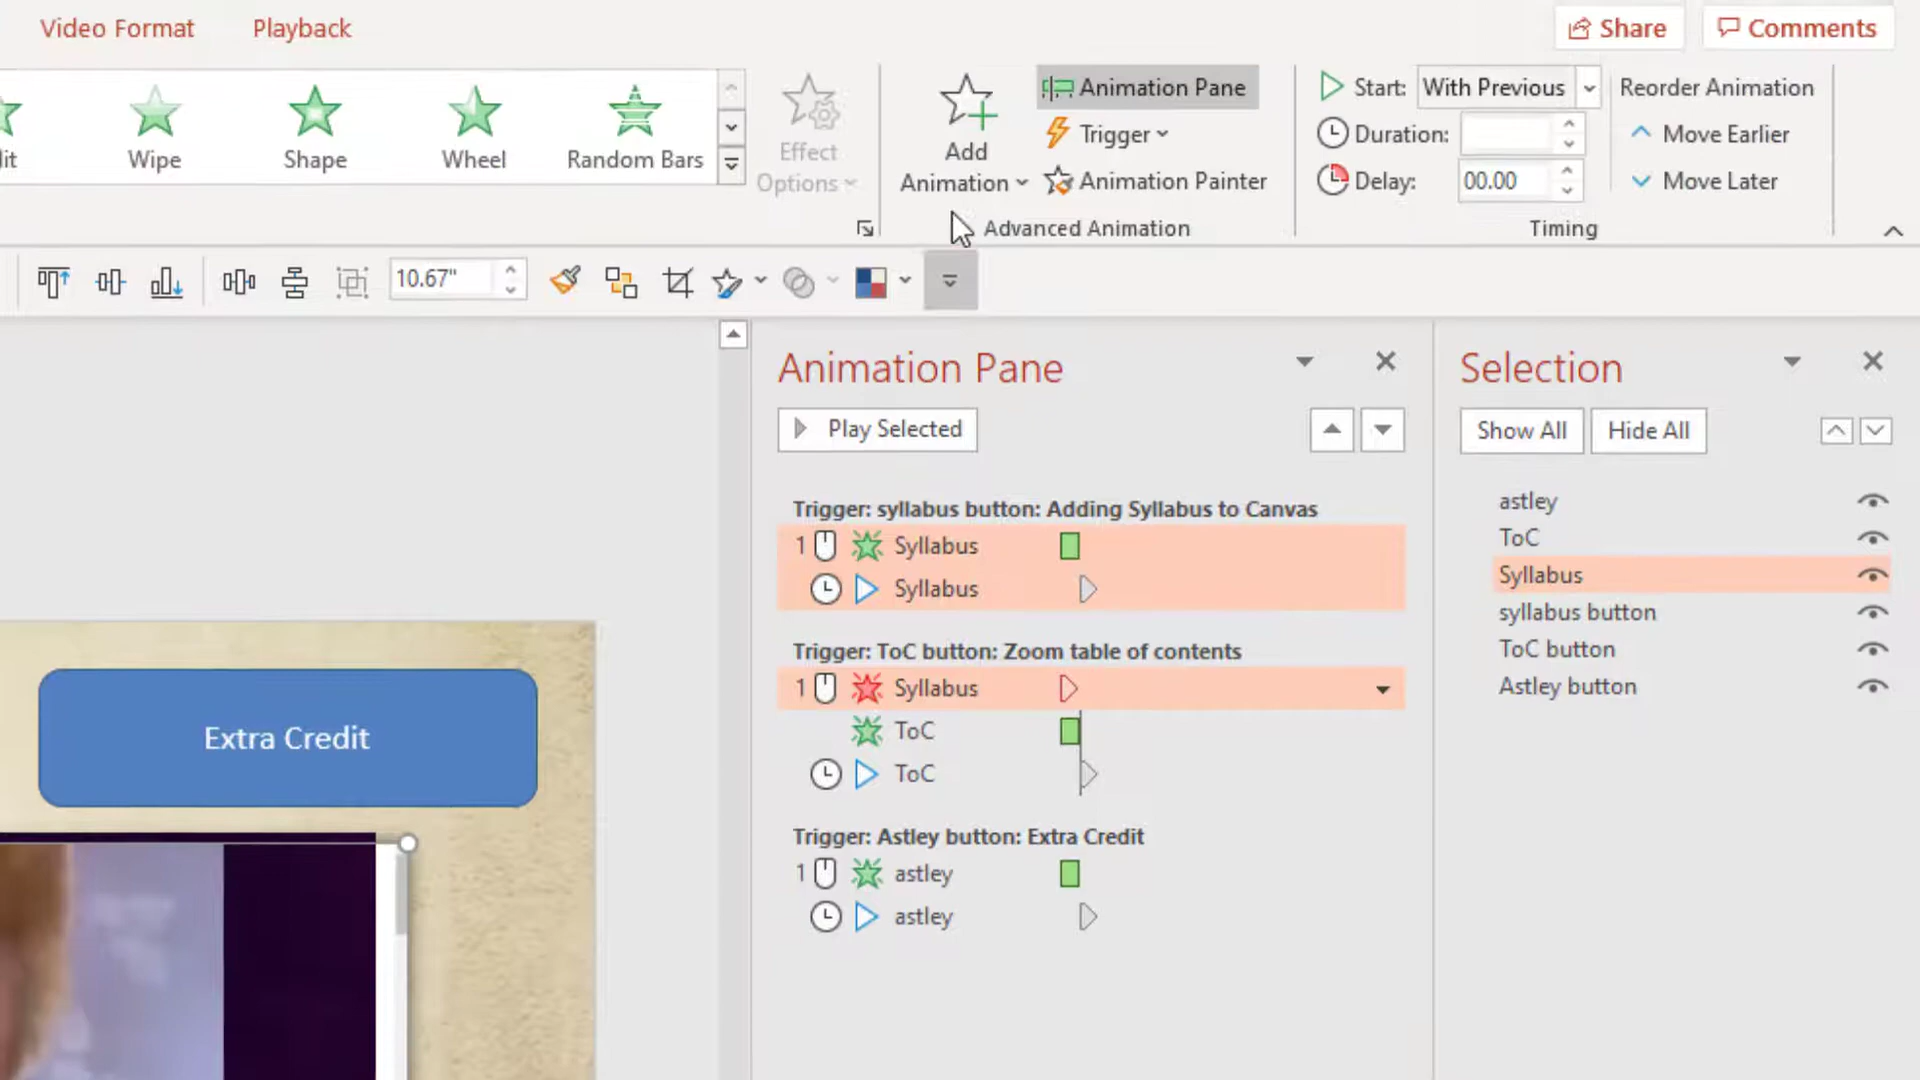 Video Format Playback Share Comments
lit Wipe Shape Wheel Random Bars
Effect Options
Add Animation
Animation Pane
Trigger
Animation Painter
Advanced Animation
Start: With Previous
Duration:
Delay: 00.00
Timing
Reorder Animation
Move Earlier
Move Later
10.67"
Animation Pane
Play Selected
Trigger: syllabus button: Adding Syllabus to Canvas
1 Syllabus
Syllabus
Trigger: ToC button: Zoom table of contents
1 Syllabus
ToC
ToC
Trigger: Astley button: Extra Credit
1 astley
astley
Selection
Show All Hide All
astley
ToC
Syllabus
syllabus button
ToC button
Astley button
Extra Credit